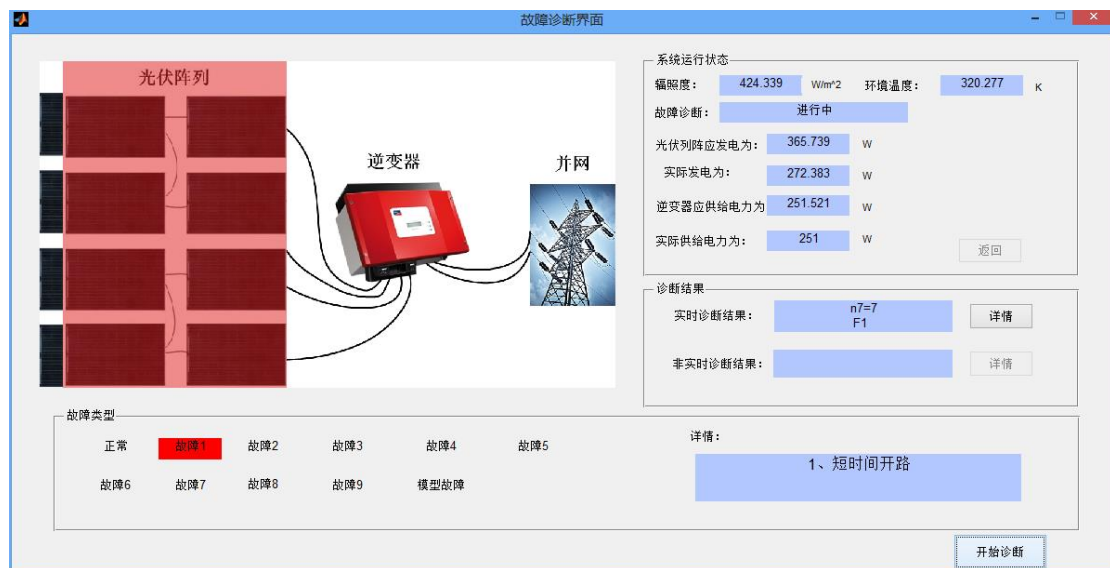 故障诊断界面
光伏阵列
逆变器
并网
系统运行状态
辐照度： 424.339 W/m^2 环境温度： 320.277 K
故障诊断： 进行中
光伏列阵应发电为： 365.739 W
实际发电为： 272.383 W
逆变器应供给电力为 251.521 W
实际供给电力为： 251 W
返回
诊断结果
实时诊断结果： n7=7
F1
详情
非实时诊断结果： 详情
故障类型
正常 故障1 故障2 故障3 故障4 故障5
故障6 故障7 故障8 故障9 模型故障
详情：
1、短时间开路
开始诊断